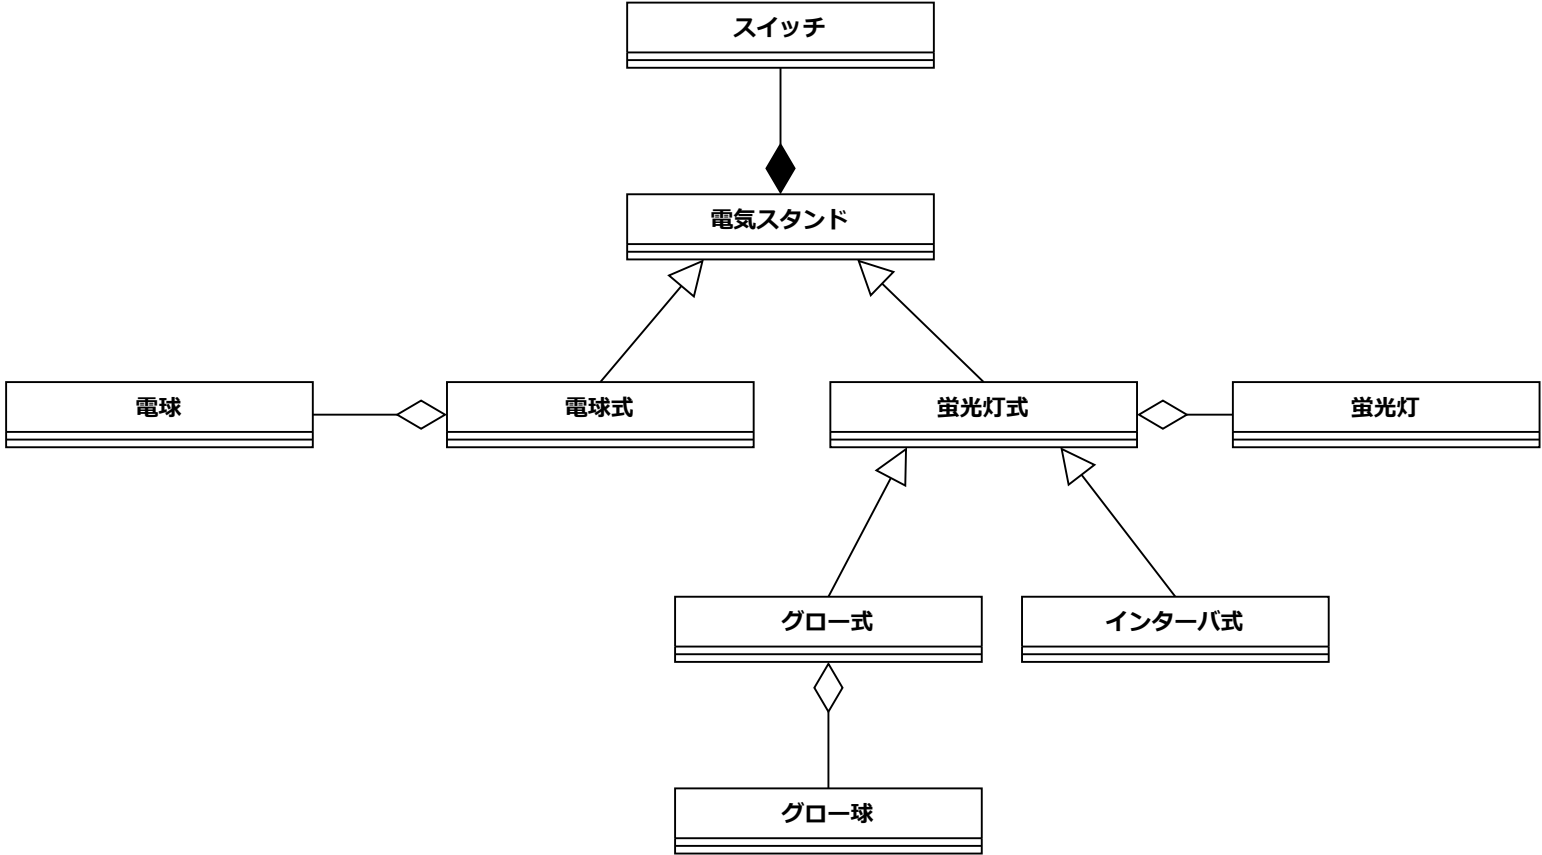 スイッチ
電気スタンド
電球
電球式
蛍光灯式
蛍光灯
グロー式
インターバ式
グロー球